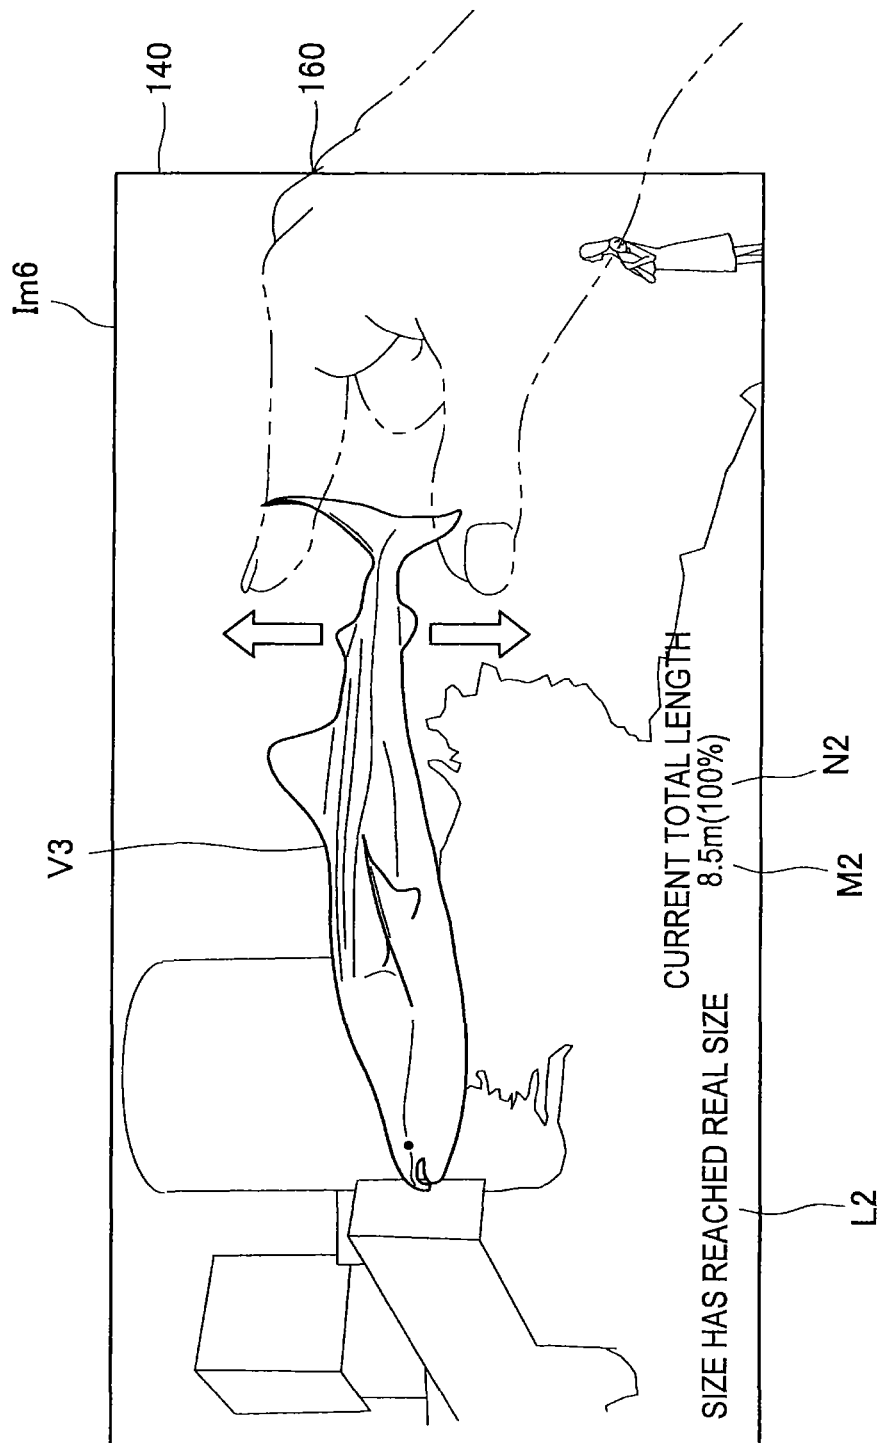 Im6
140
160
V3
CURRENT TOTAL LENGTH
8.5m(100%)
SIZE HAS REACHED REAL SIZE
L2
M2
N2